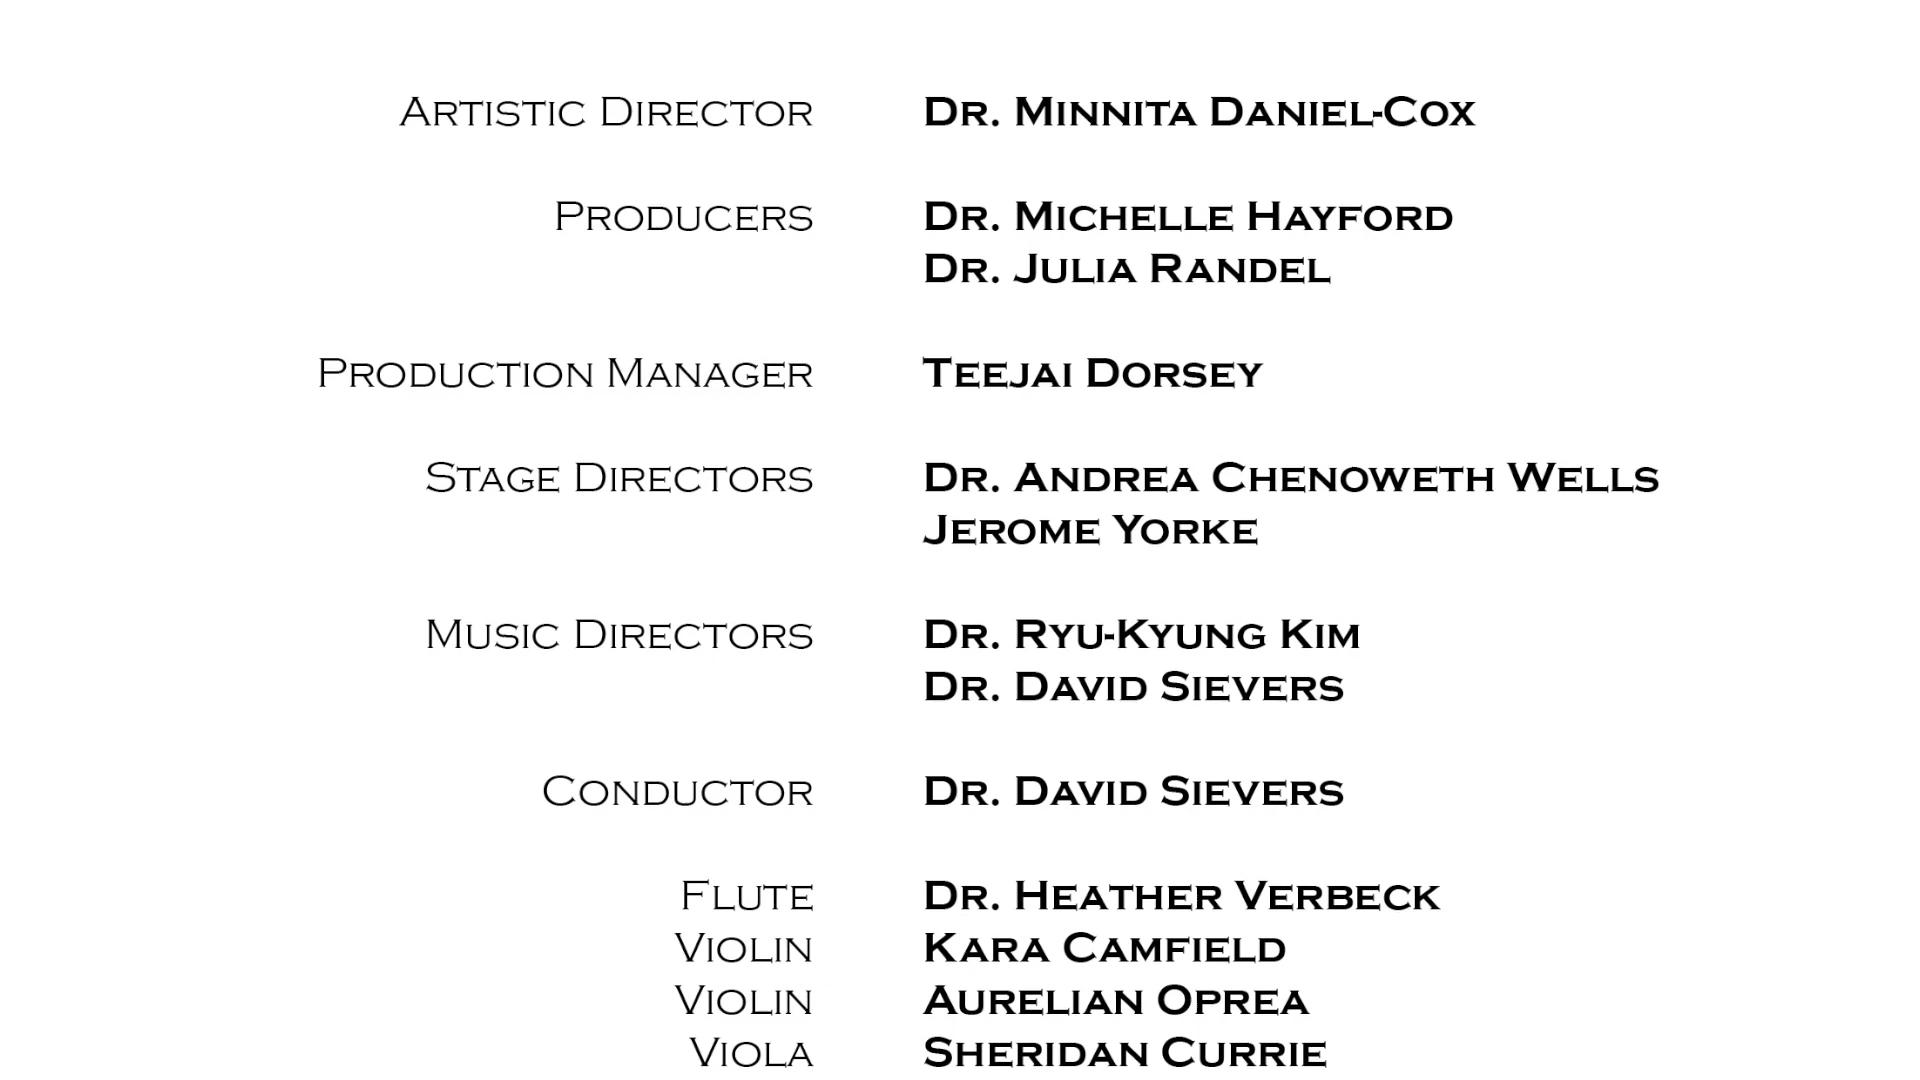 Artistic Director Dr. Minnita Daniel-Cox
Producers Dr. Michelle Hayford
Dr. Julia Randel
Production Manager Teejai Dorsey
Stage Directors Dr. Andrea Chenoweth Wells
Jerome Yorke
Music Directors Dr. Ryu-Kyung Kim
Dr. David Sievers
Conductor Dr. David Sievers
Flute Dr. Heather Verbeck
Violin Kara Camfield
Violin Aurelian Oprea
Viola Sheridan Currie